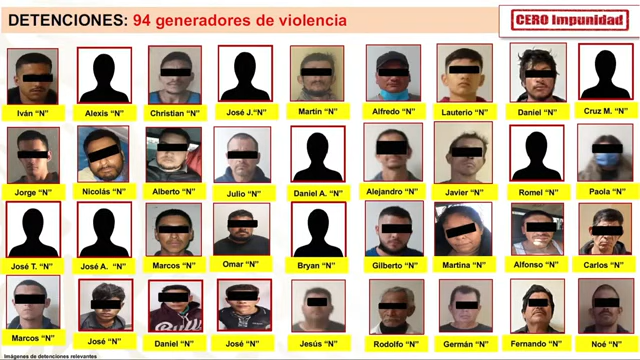 DETENCIONES: 94 generadores de violencia
CERO Impunidad
Iván "N"
Alexis "N"
Christian "N"
José J."N"
Martín "N"
Alfredo "N"
Lauterio "N"
Daniel "N"
Cruz M. "N"
Jorge "N"
Nicolás "N"
Alberto "N"
Julio "N"
Daniel A. "N"
Alejandro "N"
Javier "N"
Romel "N"
Paola "N"
José T. "N"
José A. "N"
Marcos "N"
Omar "N"
Bryan "N"
Gilberto "N"
Martina "N"
Alfonso "N"
Carlos "N"
Marcos "N"
José "N"
Daniel "N"
José "N"
Jesús "N"
Rodolfo "N"
Germán "N"
Fernando "N"
Noé "N"
Imágenes de detenciones relevantes